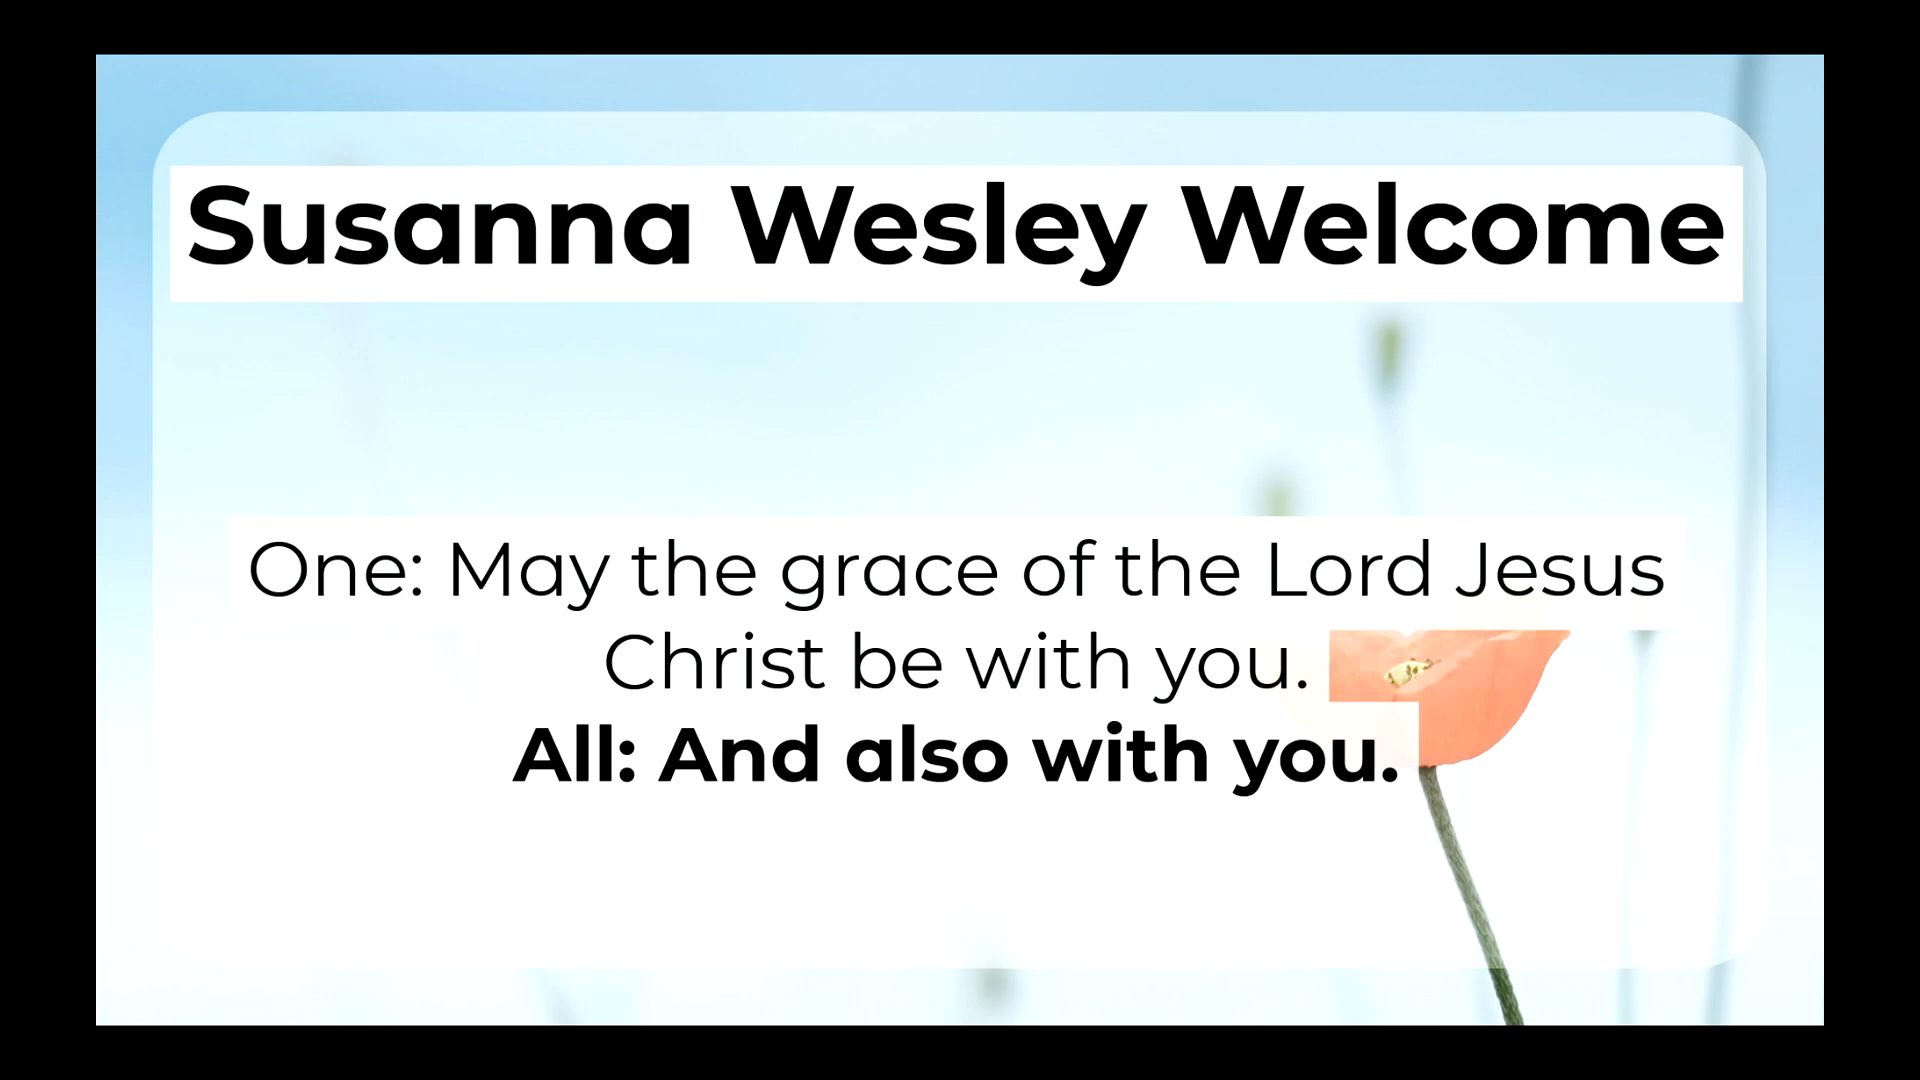 Susanna Wesley Welcome
One: May the grace of the Lord Jesus
Christ be with you.
All: And also with you.